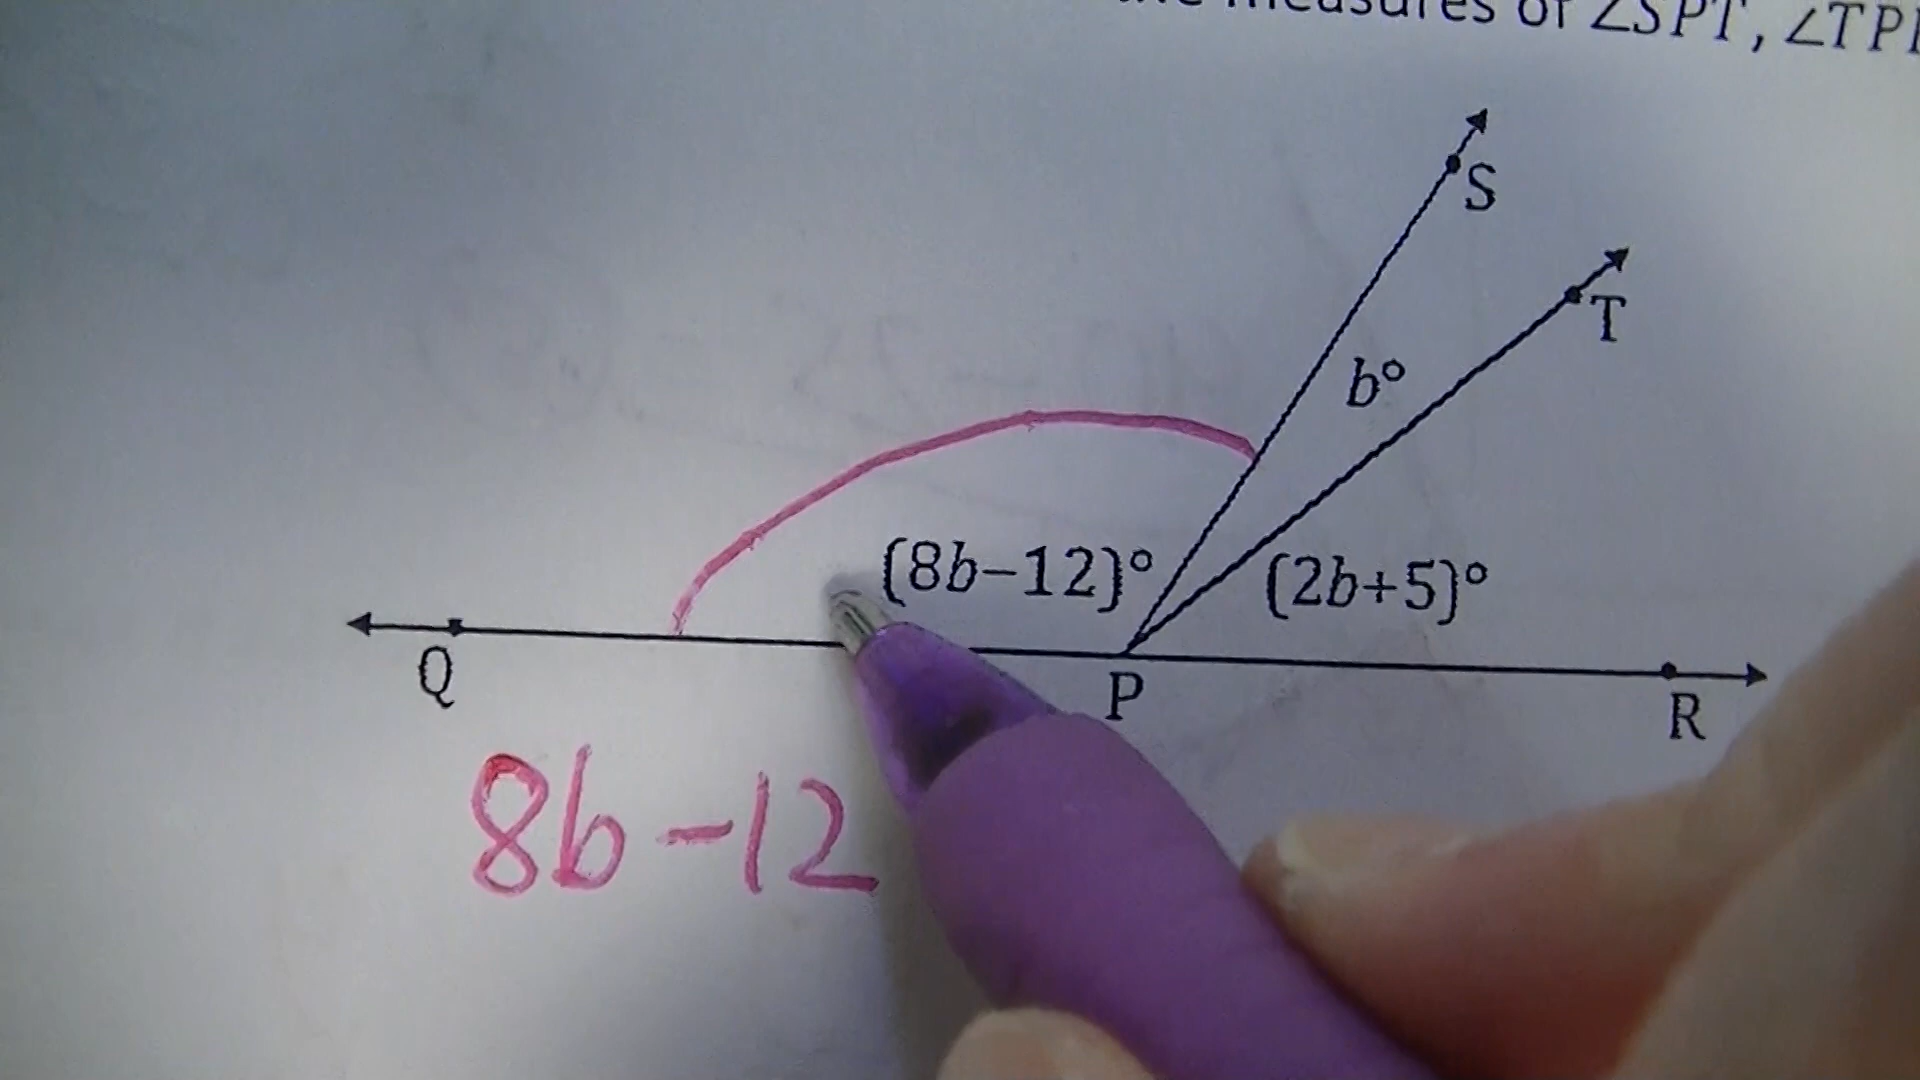 measures of ∠SPT, ∠TP
S
T
b°
(8b−12)°
(2b+5)°
Q
P
R
8b-12